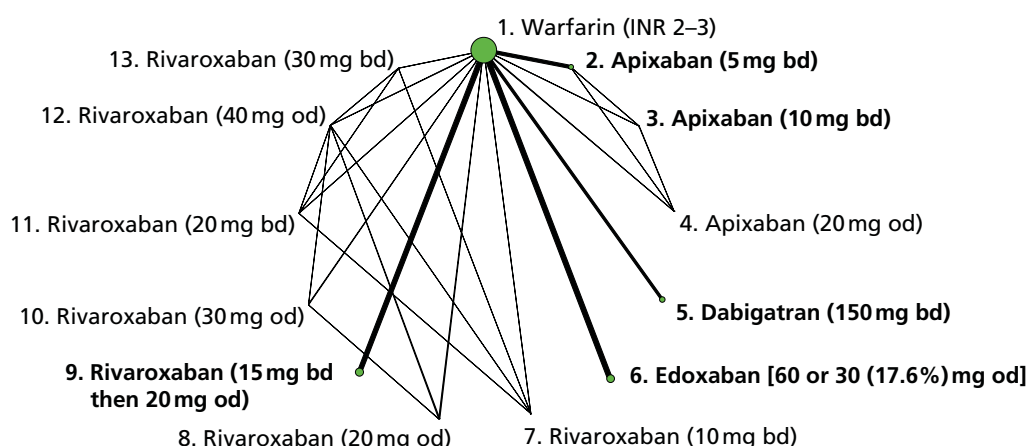 1. Warfarin (INR 2–3)
2. Apixaban (5 mg bd)
3. Apixaban (10 mg bd)
4. Apixaban (20 mg od)
5. Dabigatran (150 mg bd)
6. Edoxaban [60 or 30 (17.6%) mg od]
7. Rivaroxaban (10 mg bd)
8. Rivaroxaban (20 mg od)
9. Rivaroxaban (15 mg bd
then 20 mg od)
10. Rivaroxaban (30 mg od)
11. Rivaroxaban (20 mg bd)
12. Rivaroxaban (40 mg od)
13. Rivaroxaban (30 mg bd)